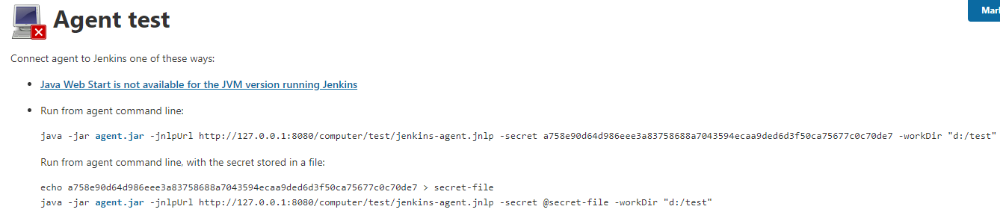 Agent test
Mar
Connect agent to Jenkins one of these ways:
Java Web Start is not available for the JVM version running Jenkins
Run from agent command line:
java -jar agent.jar -jnlpUrl http://127.0.0.1:8080/computer/test/jenkins-agent.jnlp -secret a758e90d64d986eee3a83758688a7043594ecaa9ded6d3f50ca75677c0c70de7 -workDir "d:/test"
Run from agent command line, with the secret stored in a file:
echo a758e90d64d986eee3a83758688a7043594ecaa9ded6d3f50ca75677c0c70de7 > secret-file
java -jar agent.jar -jnlpUrl http://127.0.0.1:8080/computer/test/jenkins-agent.jnlp -secret @secret-file -workDir "d:/test"